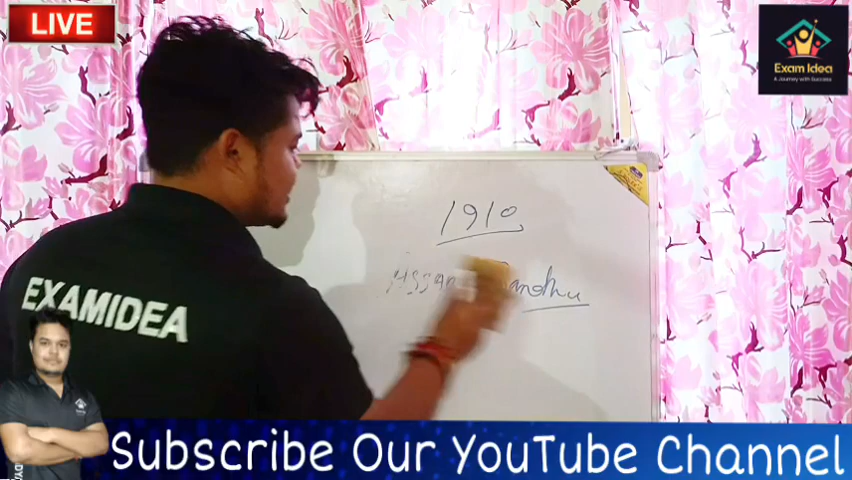 LIVE
Exam Idea
A Journey with Success
1910
EXAMIDEA
Subscribe Our YouTube Channel